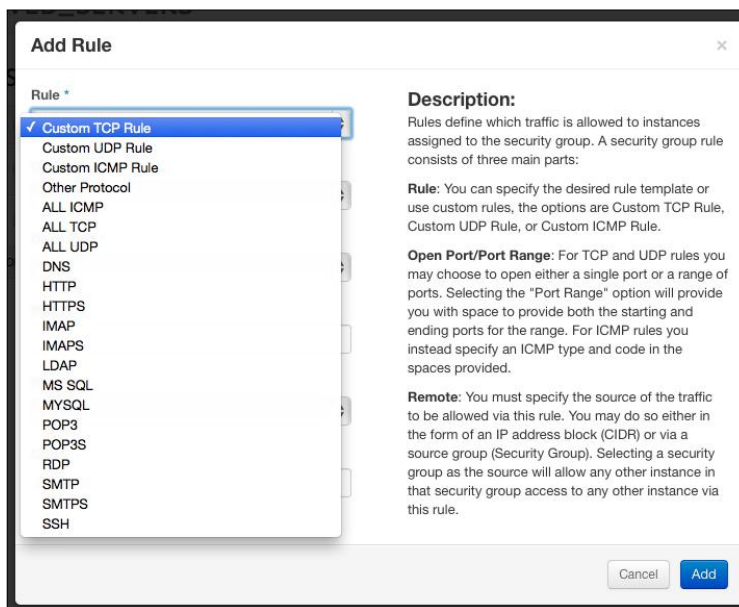 Add Rule
×
Rule *
✓ Custom TCP Rule
Custom UDP Rule
Custom ICMP Rule
Other Protocol
ALL ICMP
ALL TCP
ALL UDP
DNS
HTTP
HTTPS
IMAP
IMAPS
LDAP
MS SQL
MYSQL
POP3
POP3S
RDP
SMTP
SMTPS
SSH
Description:
Rules define which traffic is allowed to instances
assigned to the security group. A security group rule
consists of three main parts:
Rule: You can specify the desired rule template or
use custom rules, the options are Custom TCP Rule,
Custom UDP Rule, or Custom ICMP Rule.
Open Port/Port Range: For TCP and UDP rules you
may choose to open either a single port or a range of
ports. Selecting the "Port Range" option will provide
you with space to provide both the starting and
ending ports for the range. For ICMP rules you
instead specify an ICMP type and code in the
spaces provided.
Remote: You must specify the source of the traffic
to be allowed via this rule. You may do so either in
the form of an IP address block (CIDR) or via a
source group (Security Group). Selecting a security
group as the source will allow any other instance in
that security group access to any other instance via
this rule.
Cancel
Add